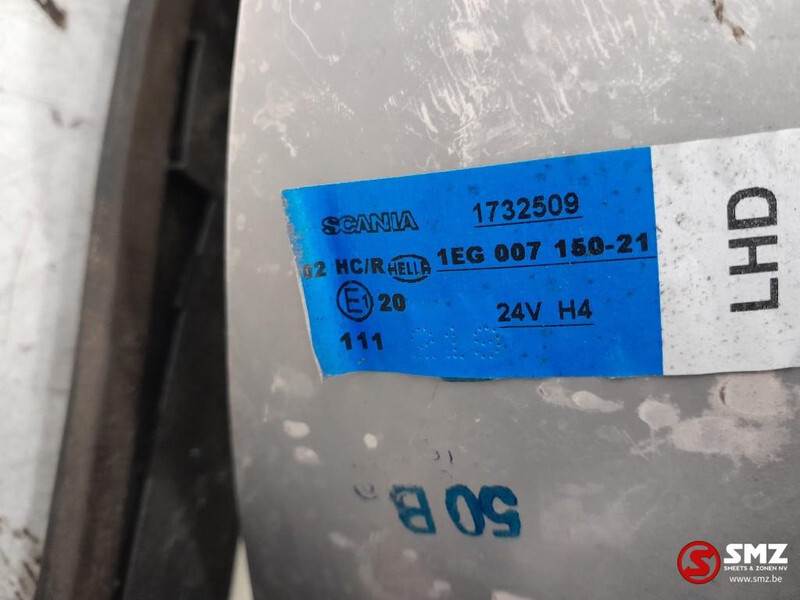 SCANIA 1732509
02 HC/R HELLA 1EG 007 150-21
E1 20 24V H4
111
LHD
50 B
SMZ
SHEETS & ZONEN NV
www.smz.be